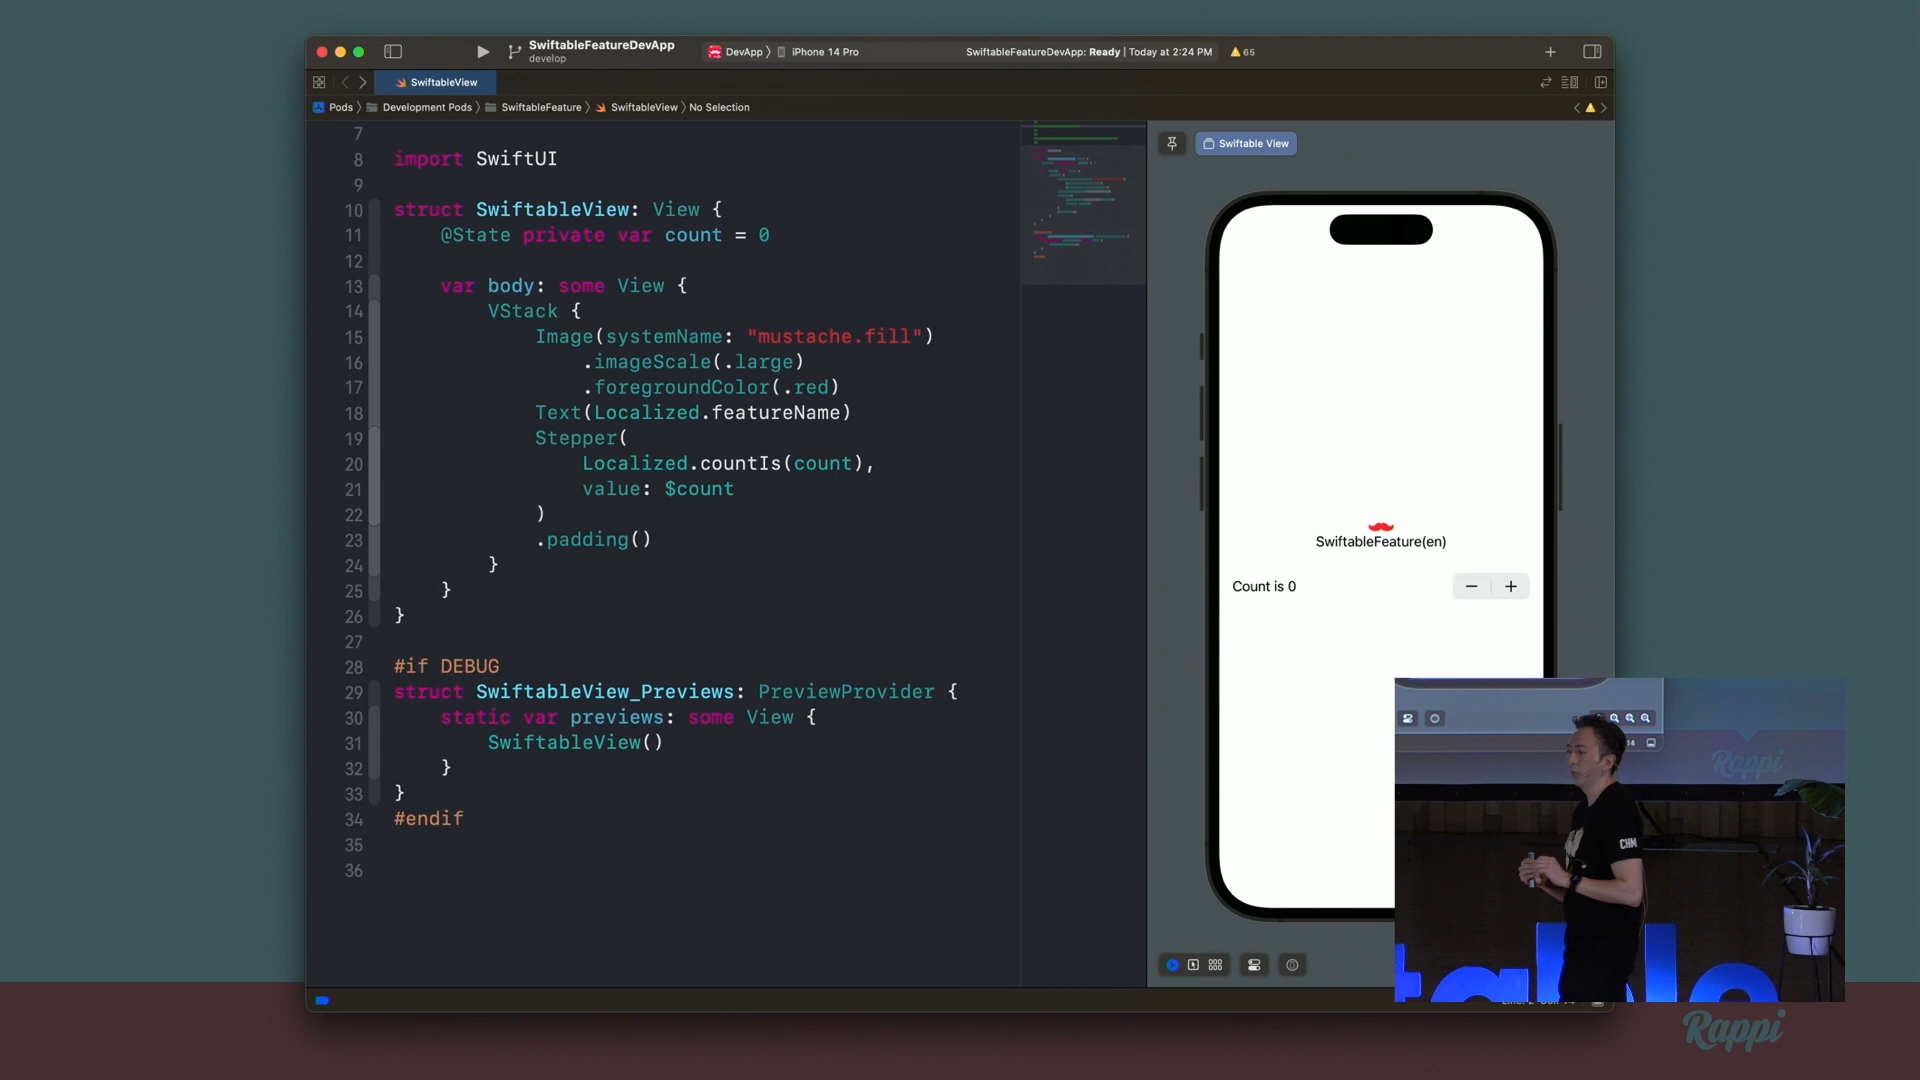 SwiftableFeatureDevApp
develop
DevApp
iPhone 14 Pro
SwiftableFeatureDevApp: Ready | Today at 2:24 PM
65
SwiftableView
Pods
Development Pods
SwiftableFeature
SwiftableView
No Selection
7
8 import SwiftUI
9
10 struct SwiftableView: View {
11 @State private var count = 0
12
13 var body: some View {
14 VStack {
15 Image(systemName: "mustache.fill")
16 .imageScale(.large)
17 .foregroundColor(.red)
18 Text(Localized.featureName)
19 Stepper(
20 Localized.countIs(count),
21 value: $count
22 )
23 .padding()
24 }
25 }
26 }
27
28 #if DEBUG
29 struct SwiftableView_Previews: PreviewProvider {
30 static var previews: some View {
31 SwiftableView()
32 }
33 }
34 #endif
35
36
Swiftable View
SwiftableFeature(en)
Count is 0
14
Rappi
CHM
table
Rappi